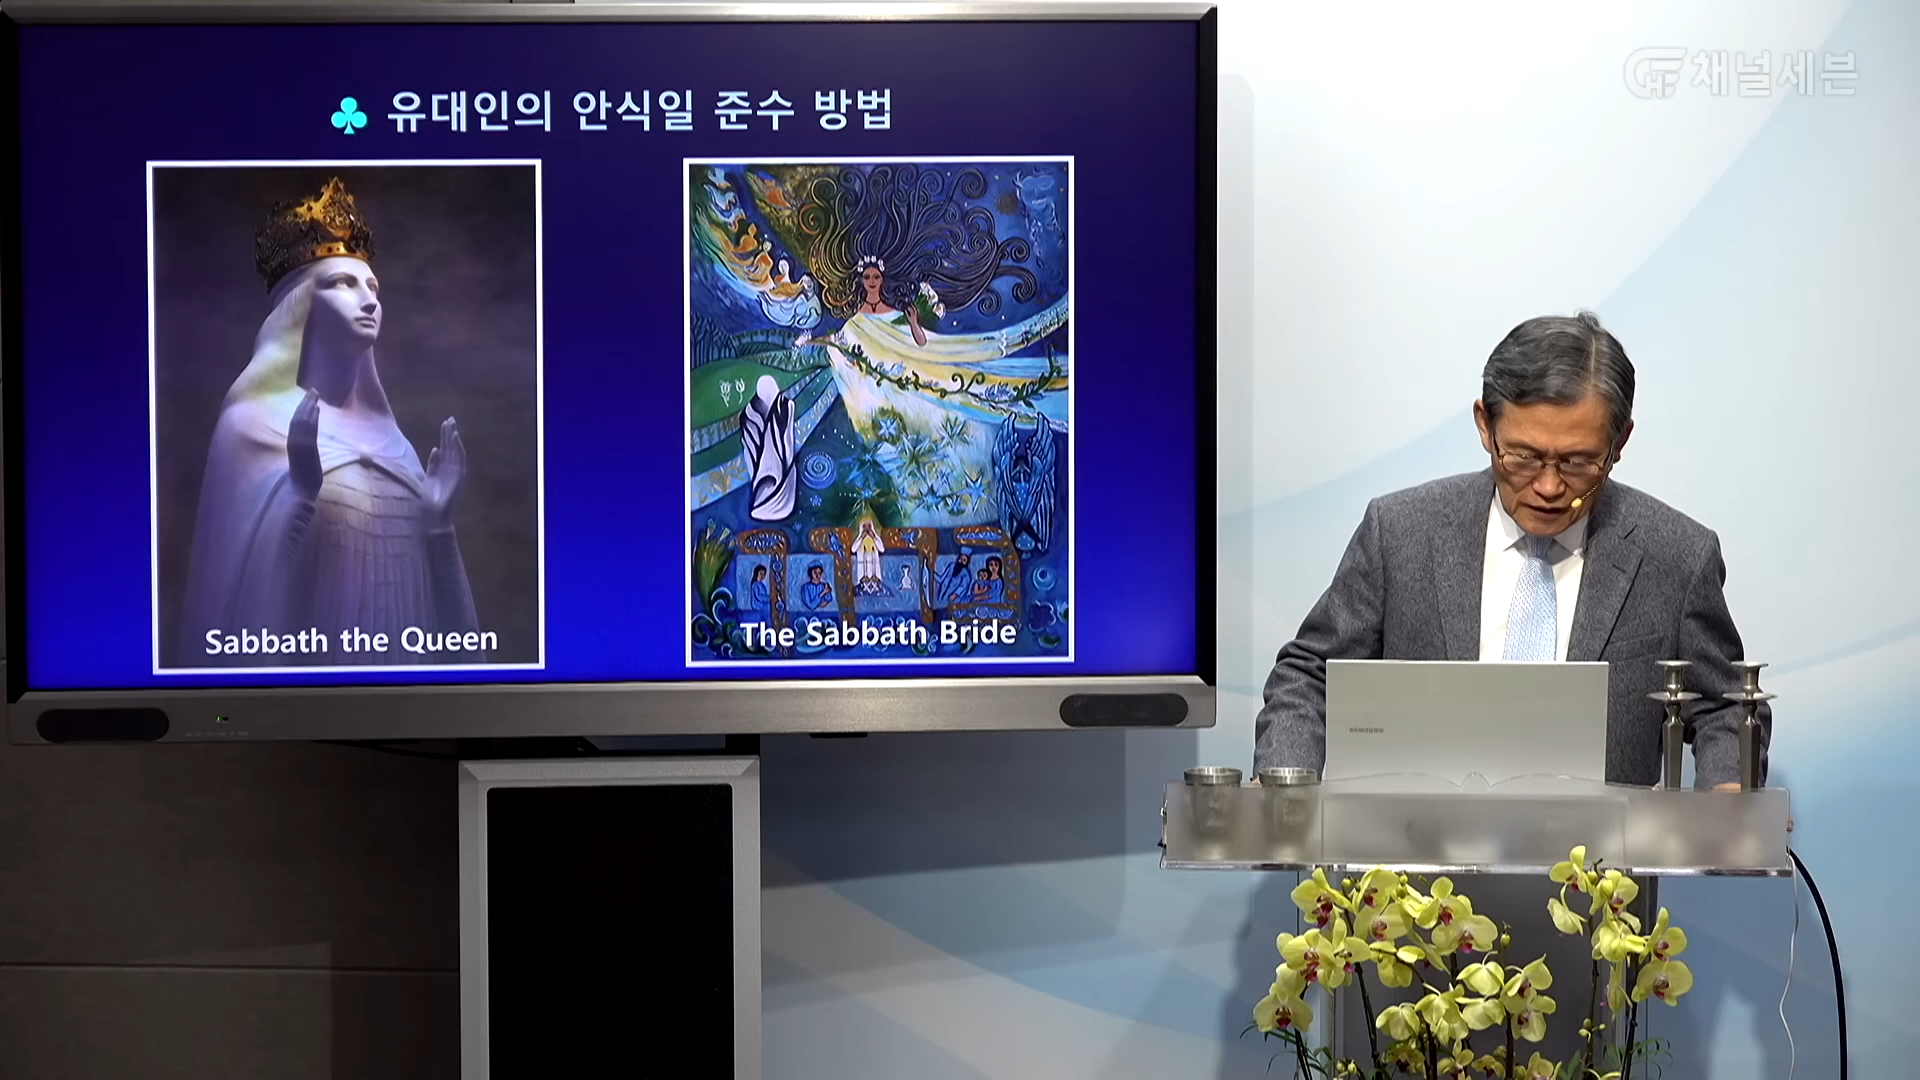 유대인의 안식일 준수 방법
Sabbath the Queen
The Sabbath Bride
채널세븐
SAMSUNG